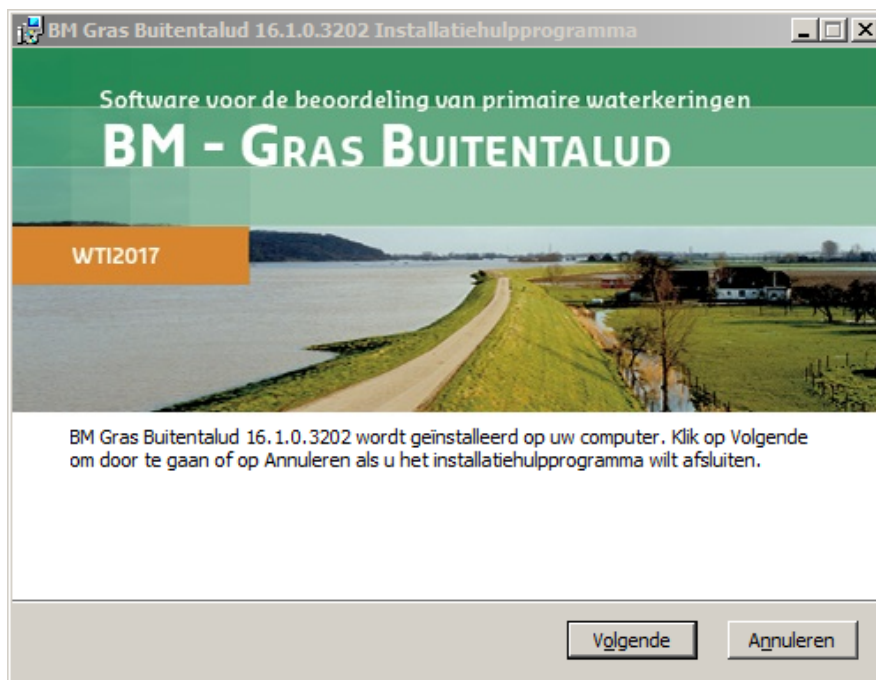 BM Gras Buitentalud 16.1.0.3202 Installatiehulpprogramma
Software voor de beoordeling van primaire waterkeringen
BM - GRAS BUITENTALUD
WTI2017
BM Gras Buitentalud 16.1.0.3202 wordt geïnstalleerd op uw computer. Klik op Volgende
om door te gaan of op Annuleren als u het installatiehulpprogramma wilt afsluiten.
Volgende
Annuleren